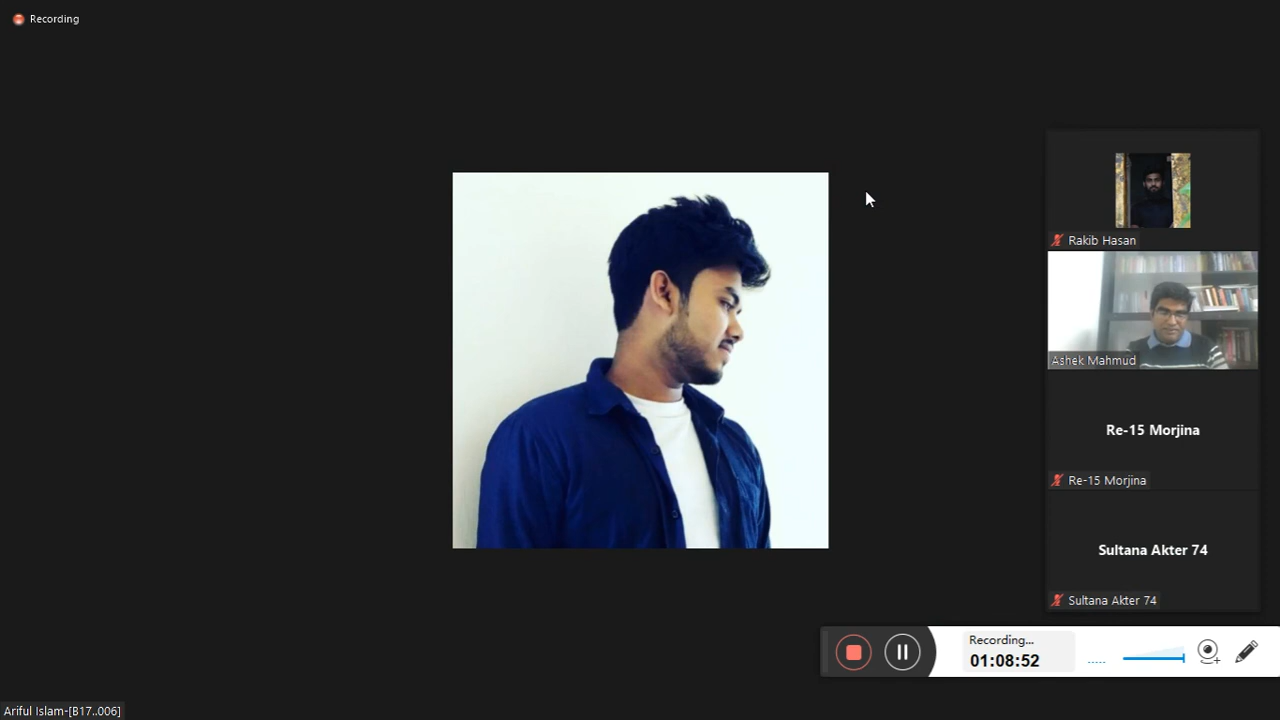 Recording
Rakib Hasan
Ashek Mahmud
Re-15 Morjina
Re-15 Morjina
Sultana Akter 74
Sultana Akter 74
Recording...
01:08:52
Ariful Islam-[B17..006]